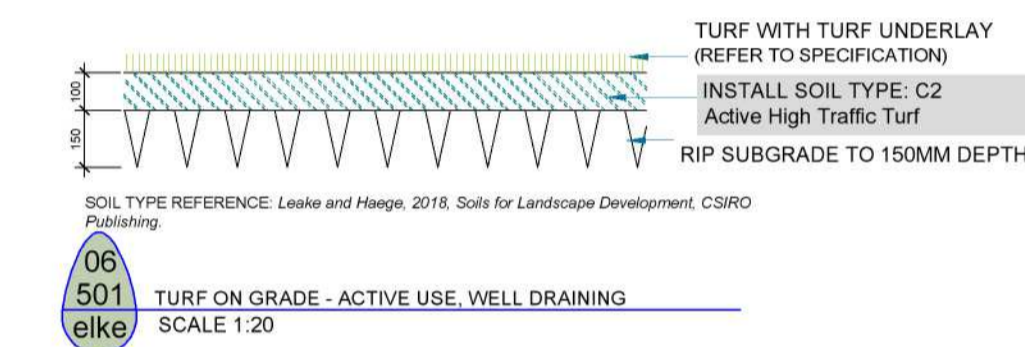 TURF WITH TURF UNDERLAY
(REFER TO SPECIFICATION)
100
INSTALL SOIL TYPE: C2
Active High Traffic Turf
150
RIP SUBGRADE TO 150MM DEPTH
SOIL TYPE REFERENCE: Leake and Haege, 2018, Soils for Landscape Development, CSIRO
Publishing.
06
501
elke
TURF ON GRADE - ACTIVE USE, WELL DRAINING
SCALE 1:20